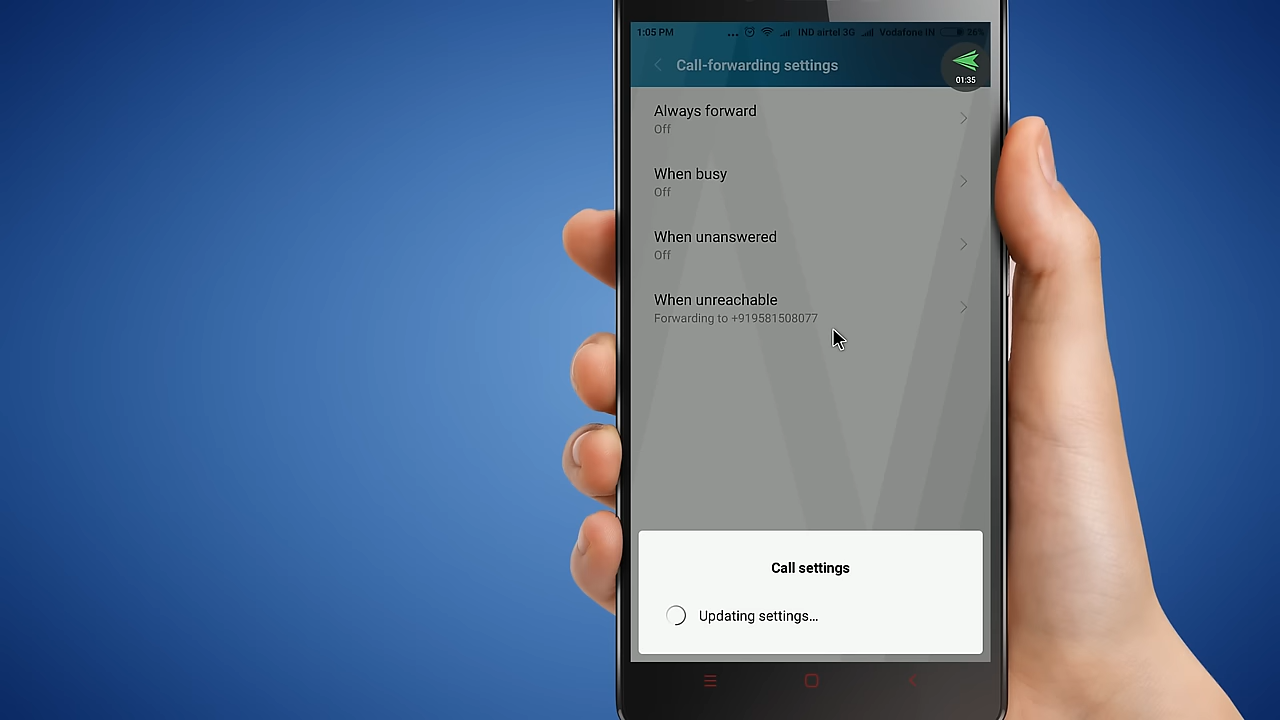 1:05 PM ... IND airtel 3G Vodafone IN 26%
Call-forwarding settings
01:35
Always forward
Off
When busy
Off
When unanswered
Off
When unreachable
Forwarding to +919581508077
Call settings
Updating settings...